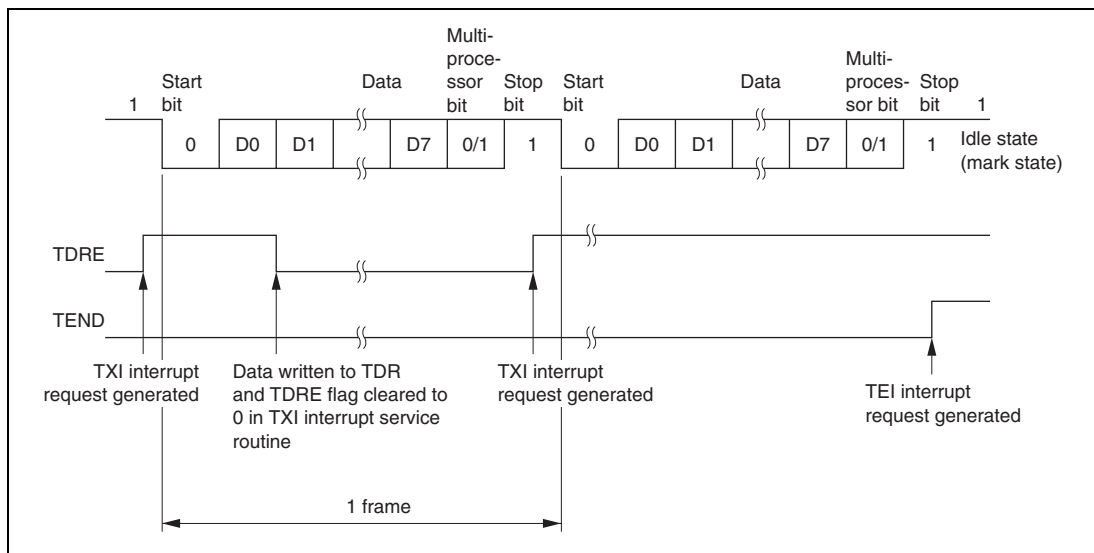 1
Start
bit
Data
Multi-
proce-
ssor
bit
Stop
bit
Start
bit
Data
Multi-
proces-
sor bit
Stop
bit
1
0
D0
D1
D7
0/1
1
0
D0
D1
D7
0/1
1
Idle state
(mark state)
TDRE
TEND
TXI interrupt
request generated
Data written to TDR
and TDRE flag cleared to
0 in TXI interrupt service
routine
TXI interrupt
request generated
TEI interrupt
request generated
1 frame